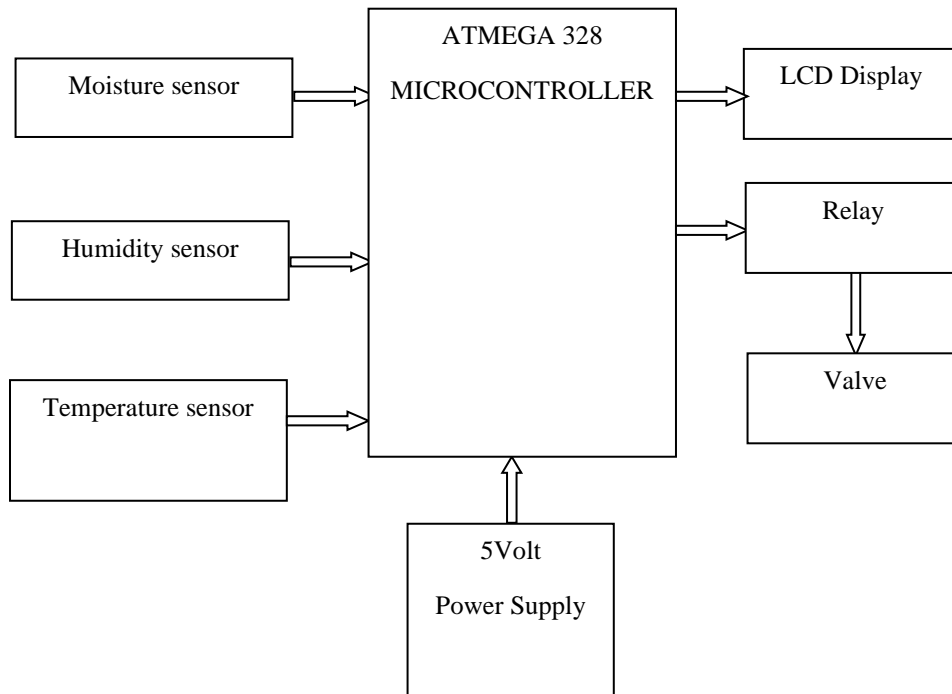 ATMEGA 328
MICROCONTROLLER
Moisture sensor
Humidity sensor
Temperature sensor
LCD Display
Relay
Valve
5Volt
Power Supply